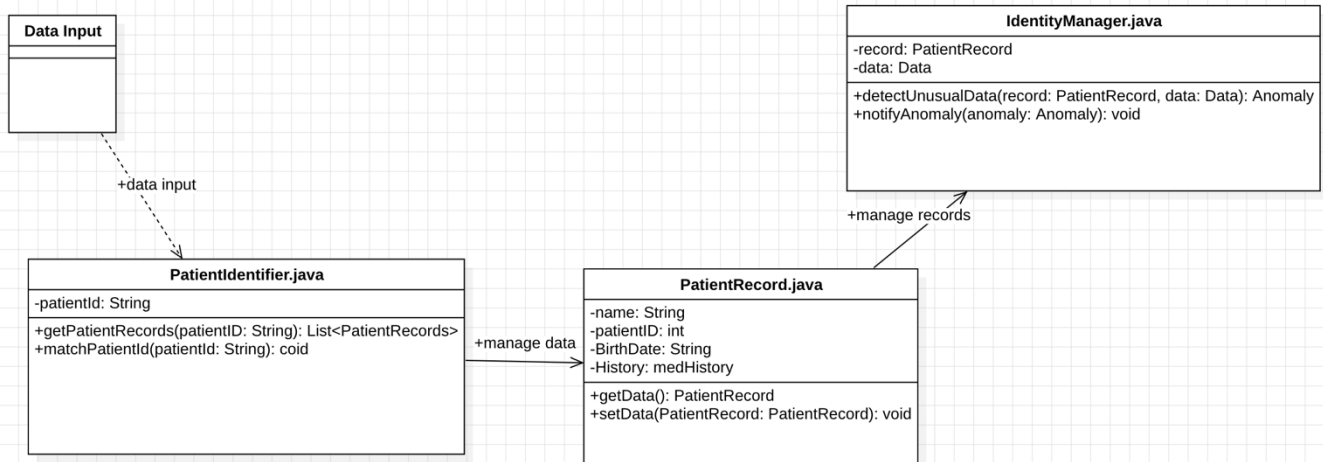 Data Input
+data input
PatientIdentifier.java
-patientId: String
+getPatientRecords(patientID: String): List<PatientRecords>
+matchPatientId(patientId: String): coid
+manage data
PatientRecord.java
-name: String
-patientID: int
-BirthDate: String
-History: medHistory
+getData(): PatientRecord
+setData(PatientRecord: PatientRecord): void
+manage records
IdentityManager.java
-record: PatientRecord
-data: Data
+detectUnusualData(record: PatientRecord, data: Data): Anomaly
+notifyAnomaly(anomaly: Anomaly): void